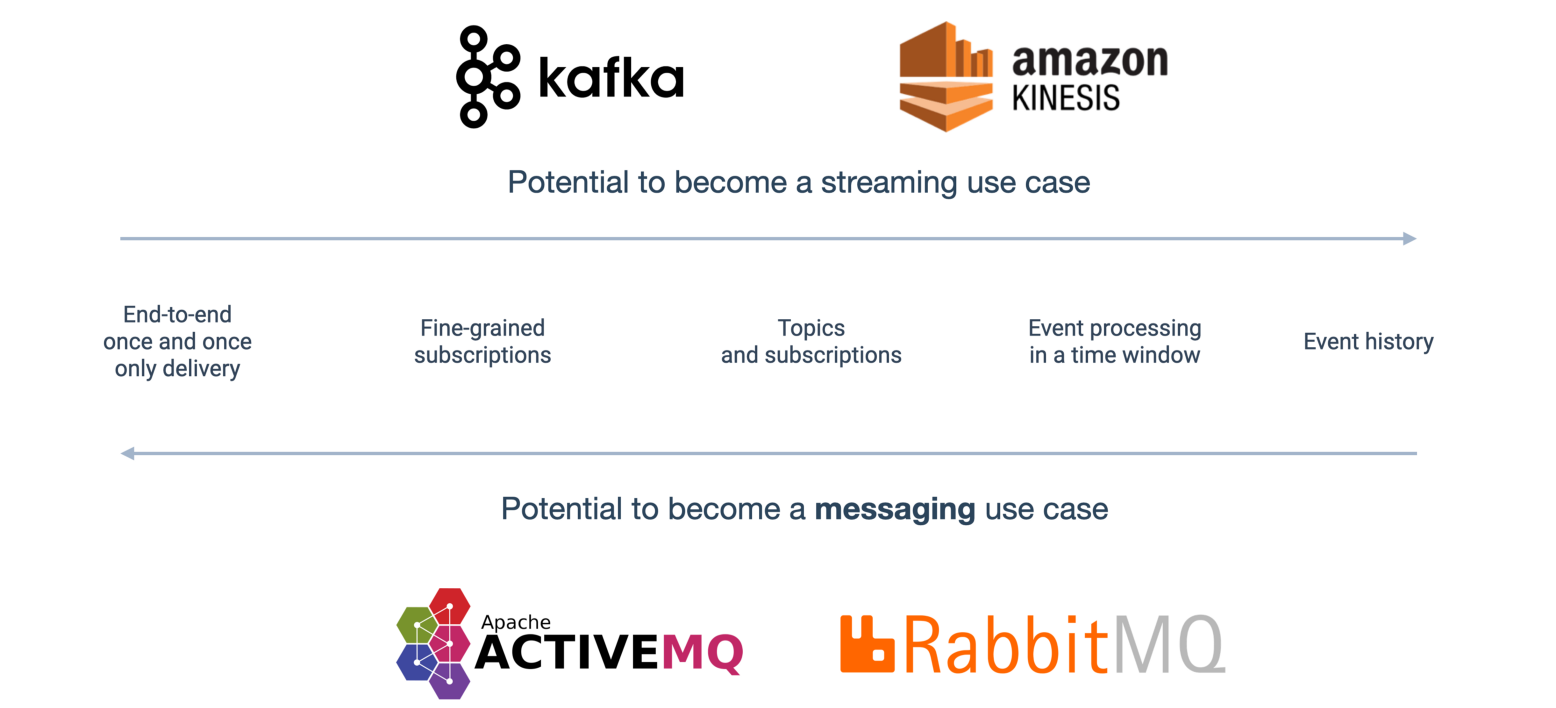 kafka
amazon
KINESIS
Potential to become a streaming use case
End-to-end
once and once
only delivery
Fine-grained
subscriptions
Topics
and subscriptions
Event processing
in a time window
Event history
Potential to become a messaging use case
Apache
ACTIVEMQ
RabbitMQ